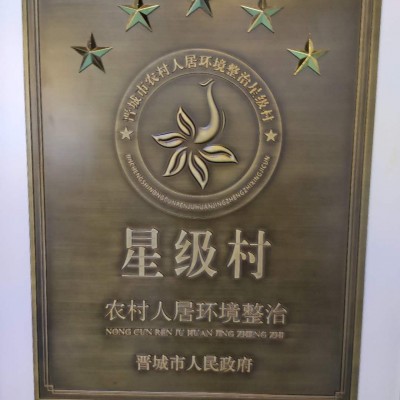 晋城市农村人居环境整治星级村
JINCHENGSHINONGCUNRENJUHUANJINGZHENGZHIXINGJICUN
星级村
农村人居环境整治
NONG CUN REN JU HUAN JING ZHENG ZHI
晋城市人民政府